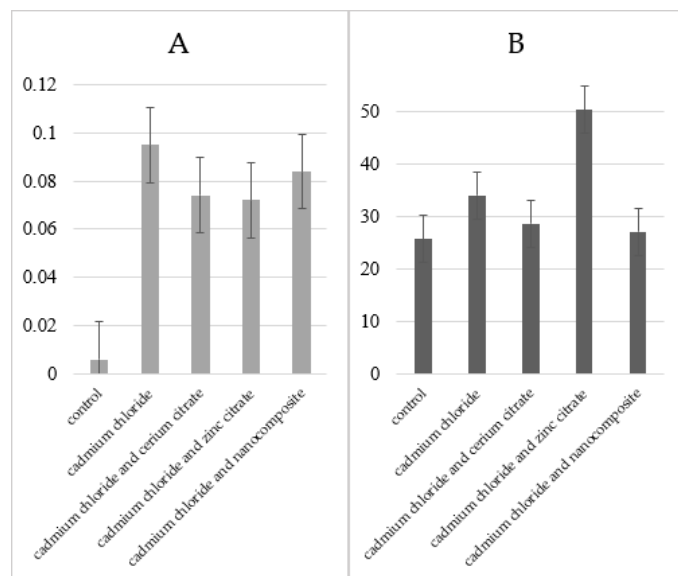 A
0.12
0.1
0.08
0.06
0.04
0.02
0
control
cadmium chloride
cadmium chloride and cerium citrate
cadmium chloride and zinc citrate
cadmium chloride and nanocomposite
B
50
40
30
20
10
0
control
cadmium chloride
cadmium chloride and cerium citrate
cadmium chloride and zinc citrate
cadmium chloride and nanocomposite